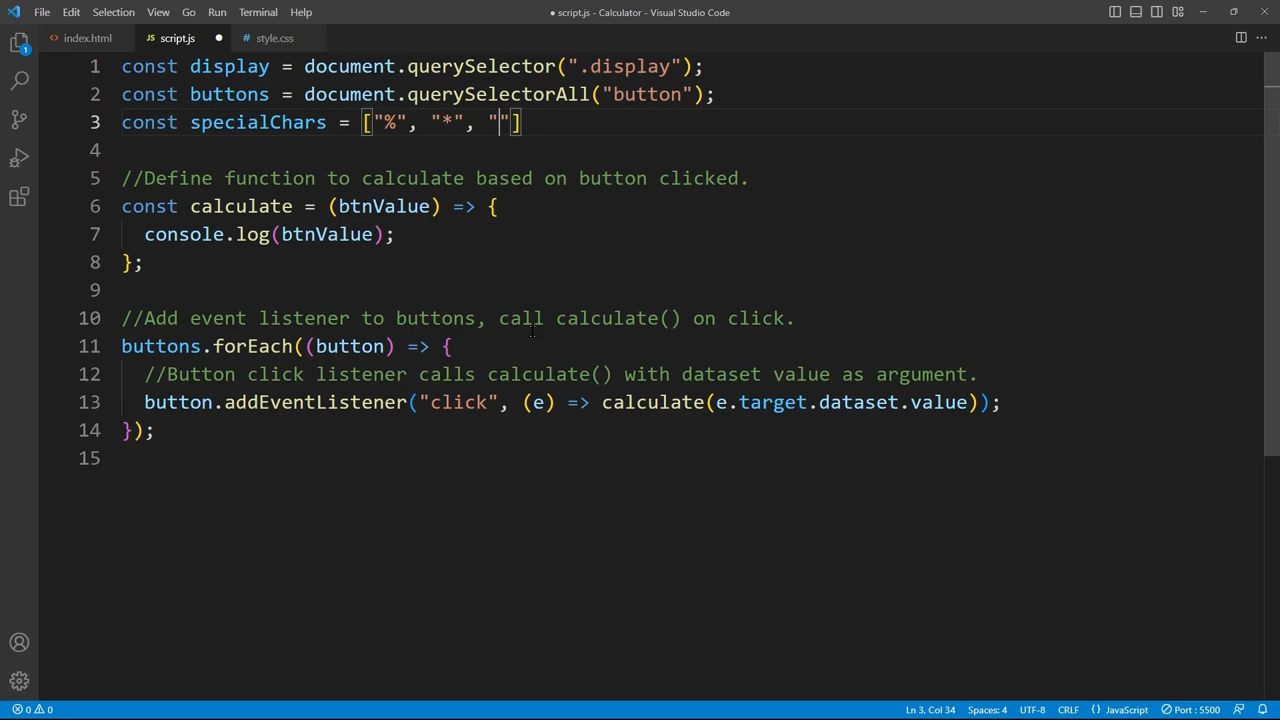 File Edit Selection View Go Run Terminal Help
● script.js - Calculator - Visual Studio Code
<> index.html JS script.js ● # style.css
1 const display = document.querySelector(".display");
2 const buttons = document.querySelectorAll("button");
3 const specialChars = ["%", "*", ""]
4
5 //Define function to calculate based on button clicked.
6 const calculate = (btnValue) => {
7 console.log(btnValue);
8 };
9
10 //Add event listener to buttons, call calculate() on click.
11 buttons.forEach((button) => {
12 //Button click listener calls calculate() with dataset value as argument.
13 button.addEventListener("click", (e) => calculate(e.target.dataset.value));
14 });
15
1
0 0 Ln 3, Col 34 Spaces: 4 UTF-8 CRLF {} JavaScript Port : 5500